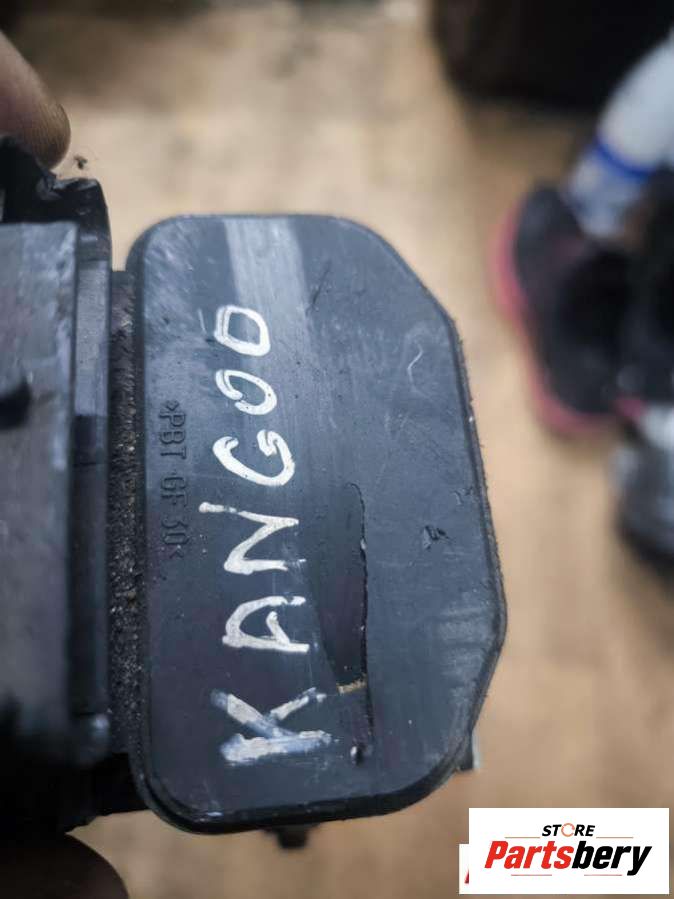 KANGOO
>PBT-GF 30<
STORE
Partsbery